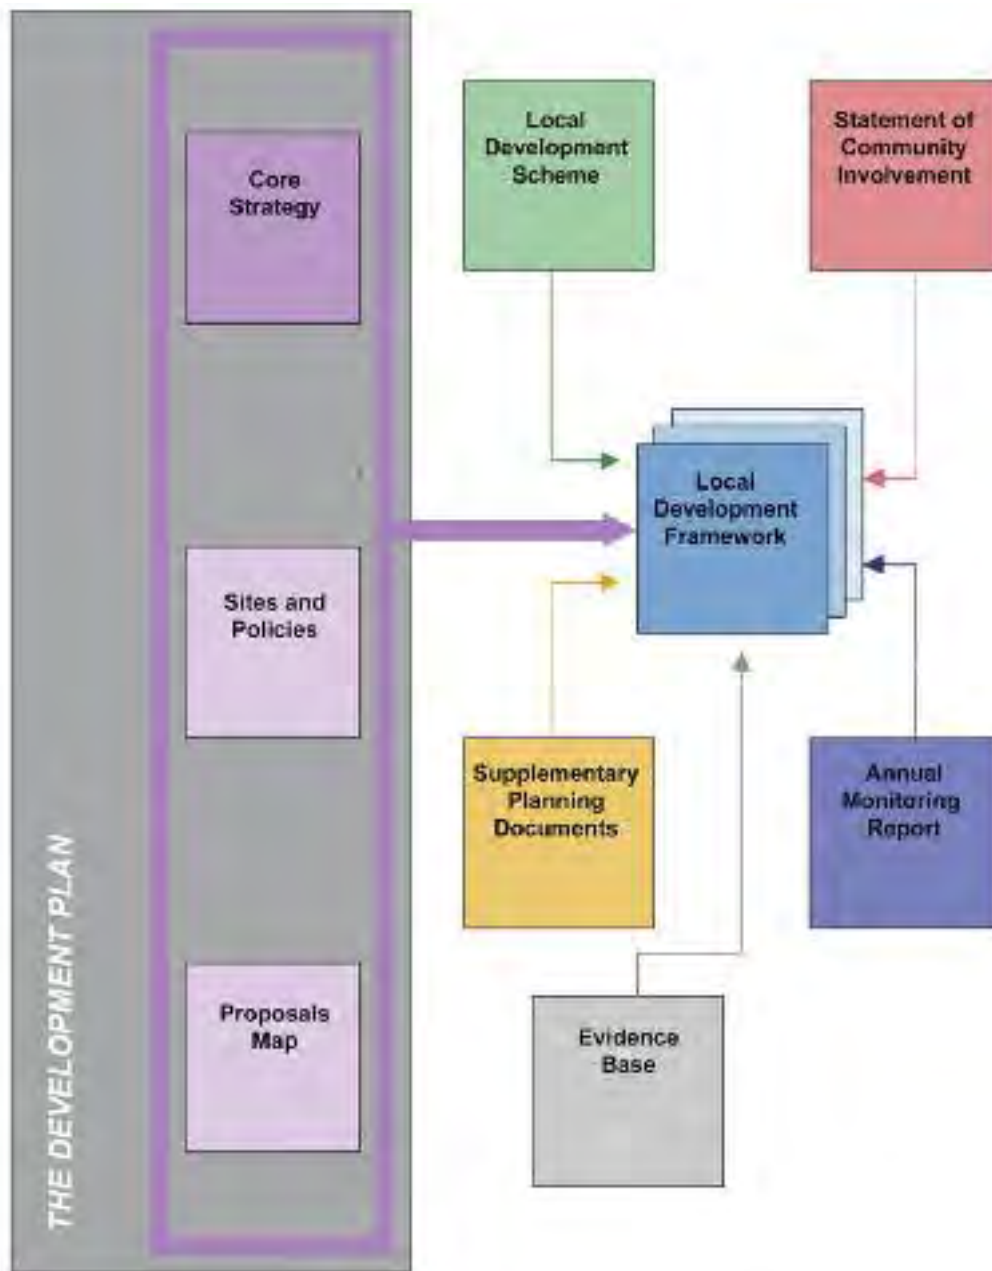 THE DEVELOPMENT PLAN
Core
Strategy
Sites and
Policies
Proposals
Map
Local
Development
Scheme
Statement of
Community
Involvement
Local
Development
Framework
Supplementary
Planning
Documents
Annual
Monitoring
Report
Evidence
Base